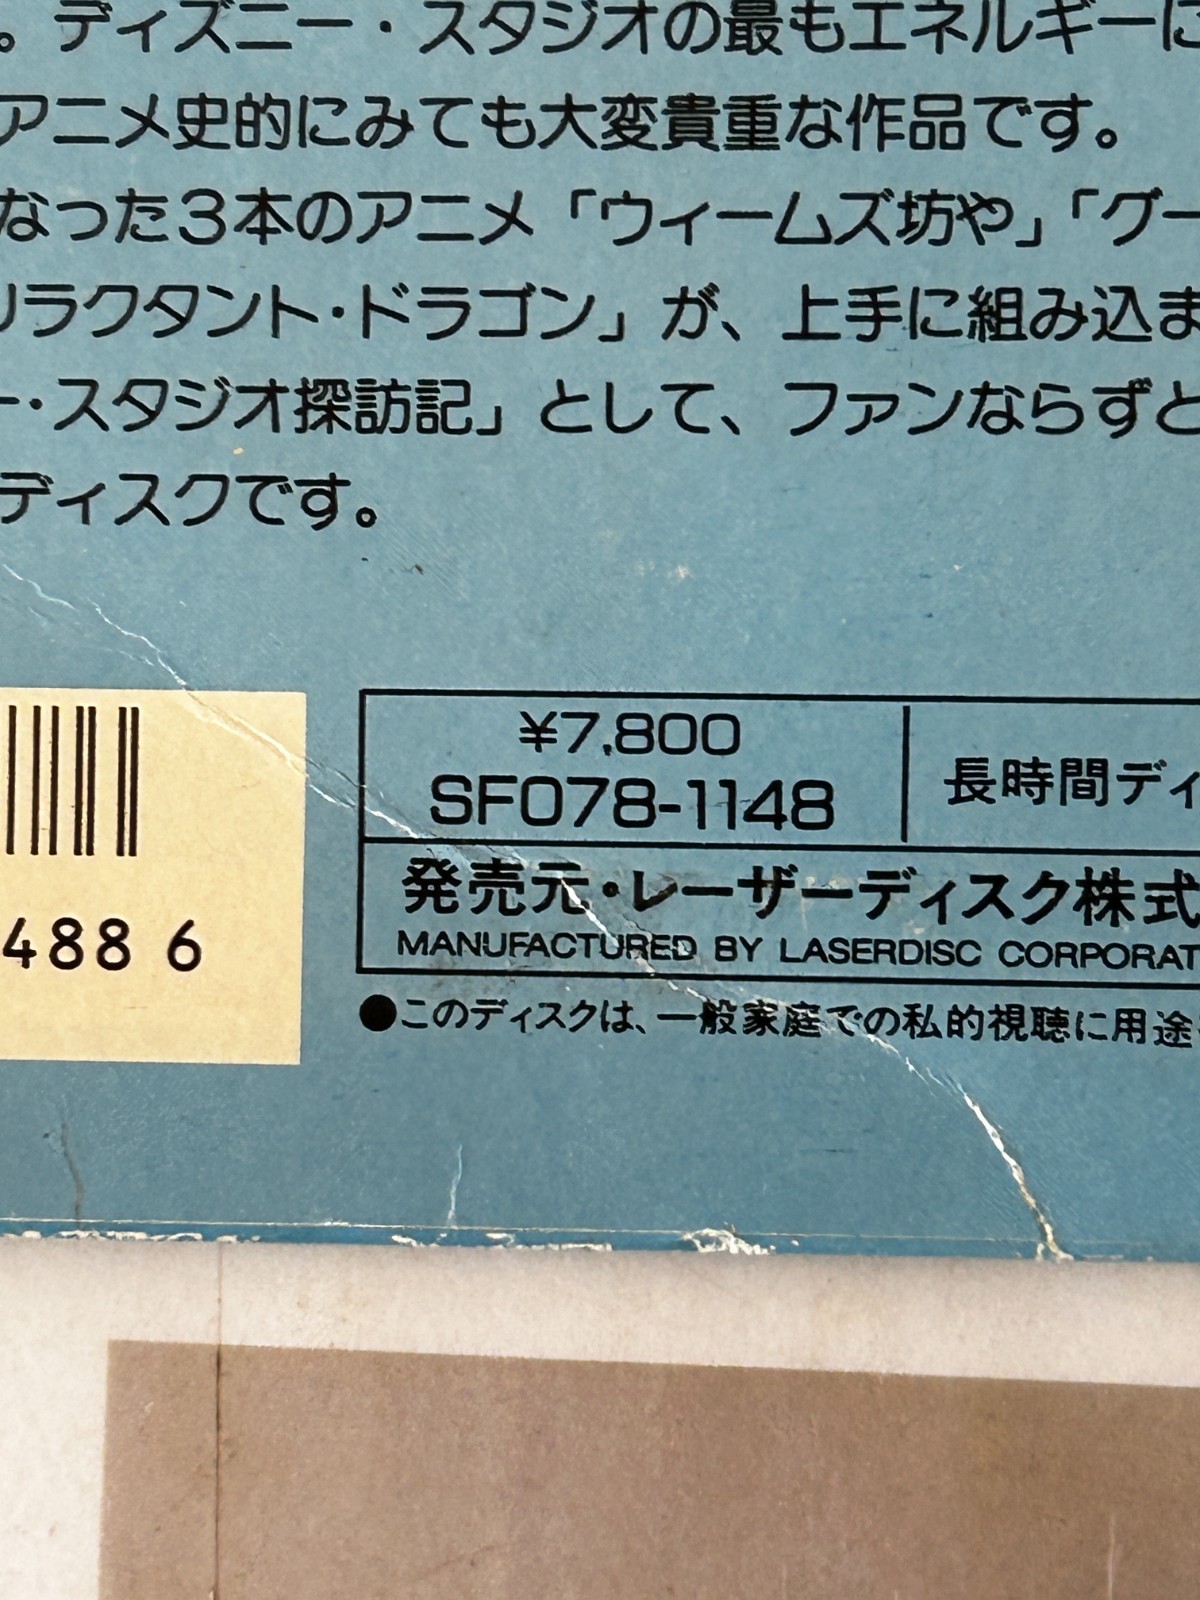 。ディズニー・スタジオの最もエネルギーに
アニメ史的にみても大変貴重な作品です。
なった3本のアニメ「ウィームズ坊や」「グー
リラクタント・ドラゴン」が、上手に組み込ま
ー・スタジオ探訪記」として、ファンならずと
ディスクです。
¥7,800
SF078-1148
長時間ディ
発売元・レーザーディスク株式
MANUFACTURED BY LASERDISC CORPORAT
488 6
●このディスクは、一般家庭での私的視聴に用途